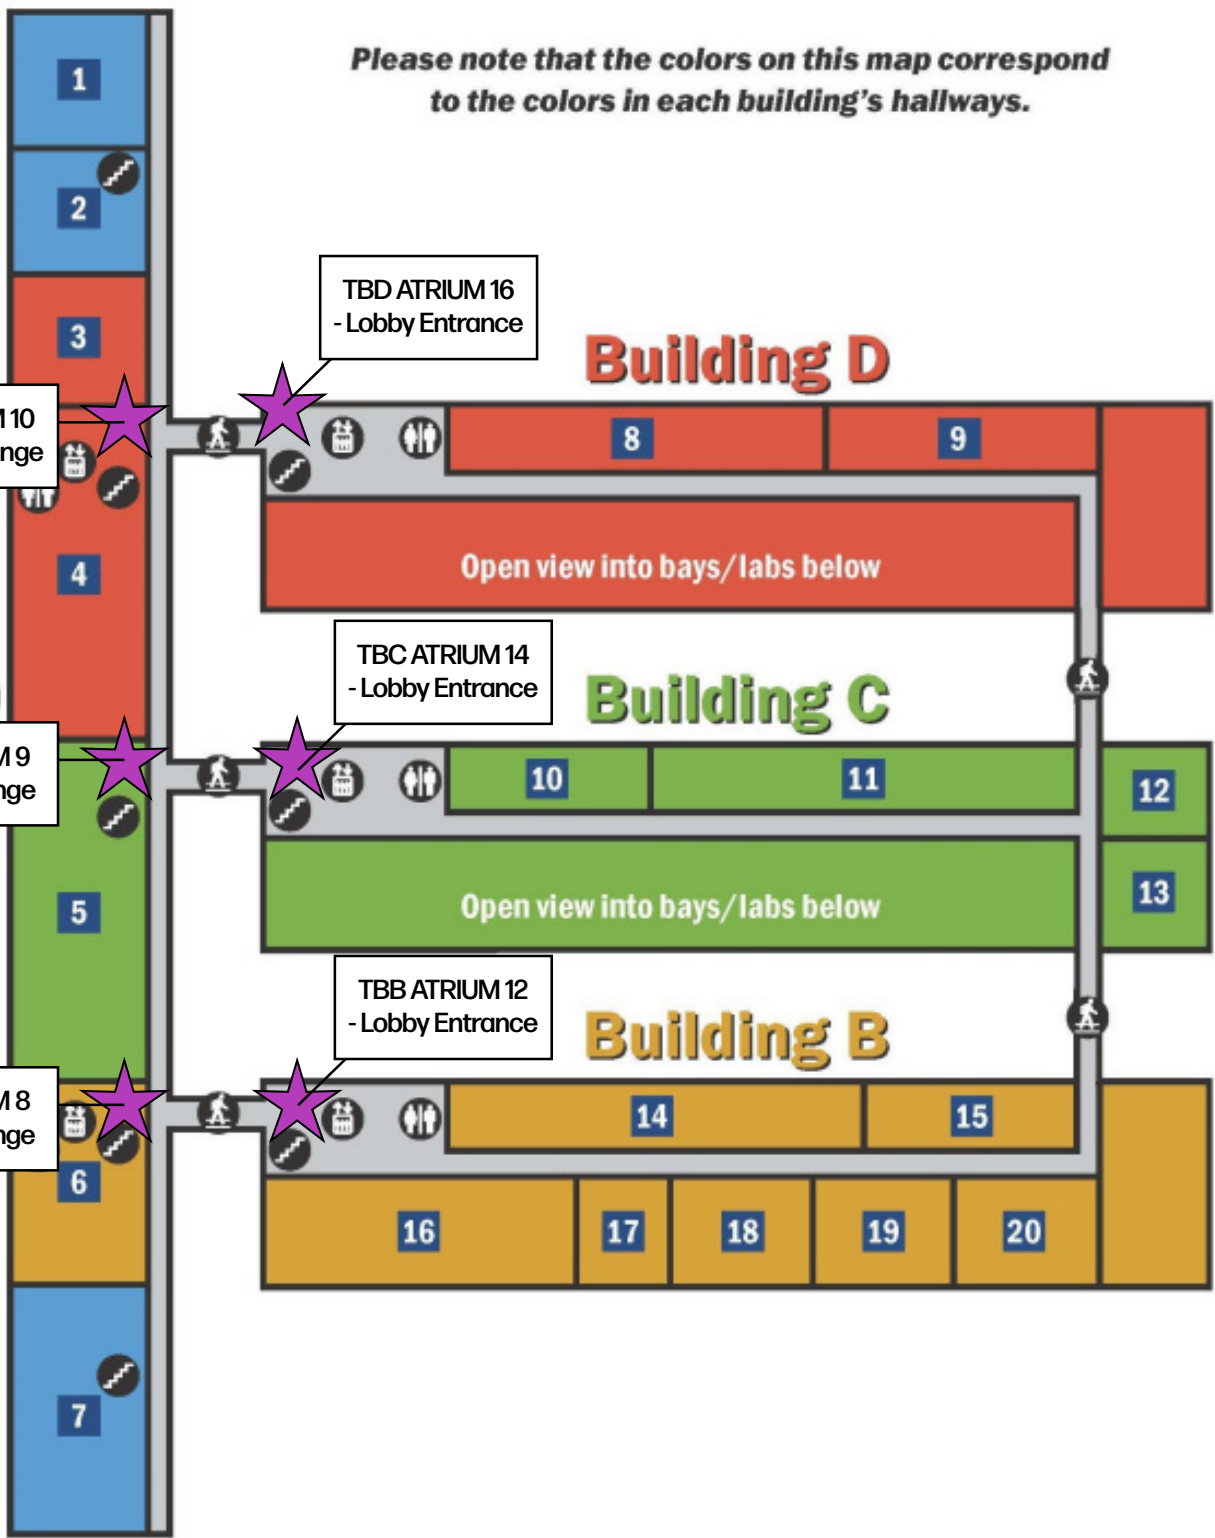 Please note that the colors on this map correspond
to the colors in each building's hallways.
1
2
3
TBD ATRIUM 16
- Lobby Entrance
Building D
10
8
9
4
Open view into bays/labs below
TBC ATRIUM 14
- Lobby Entrance
Building C
9
10
11
12
5
Open view into bays/labs below
13
TBB ATRIUM 12
- Lobby Entrance
Building B
8
14
15
6
16
17
18
19
20
7